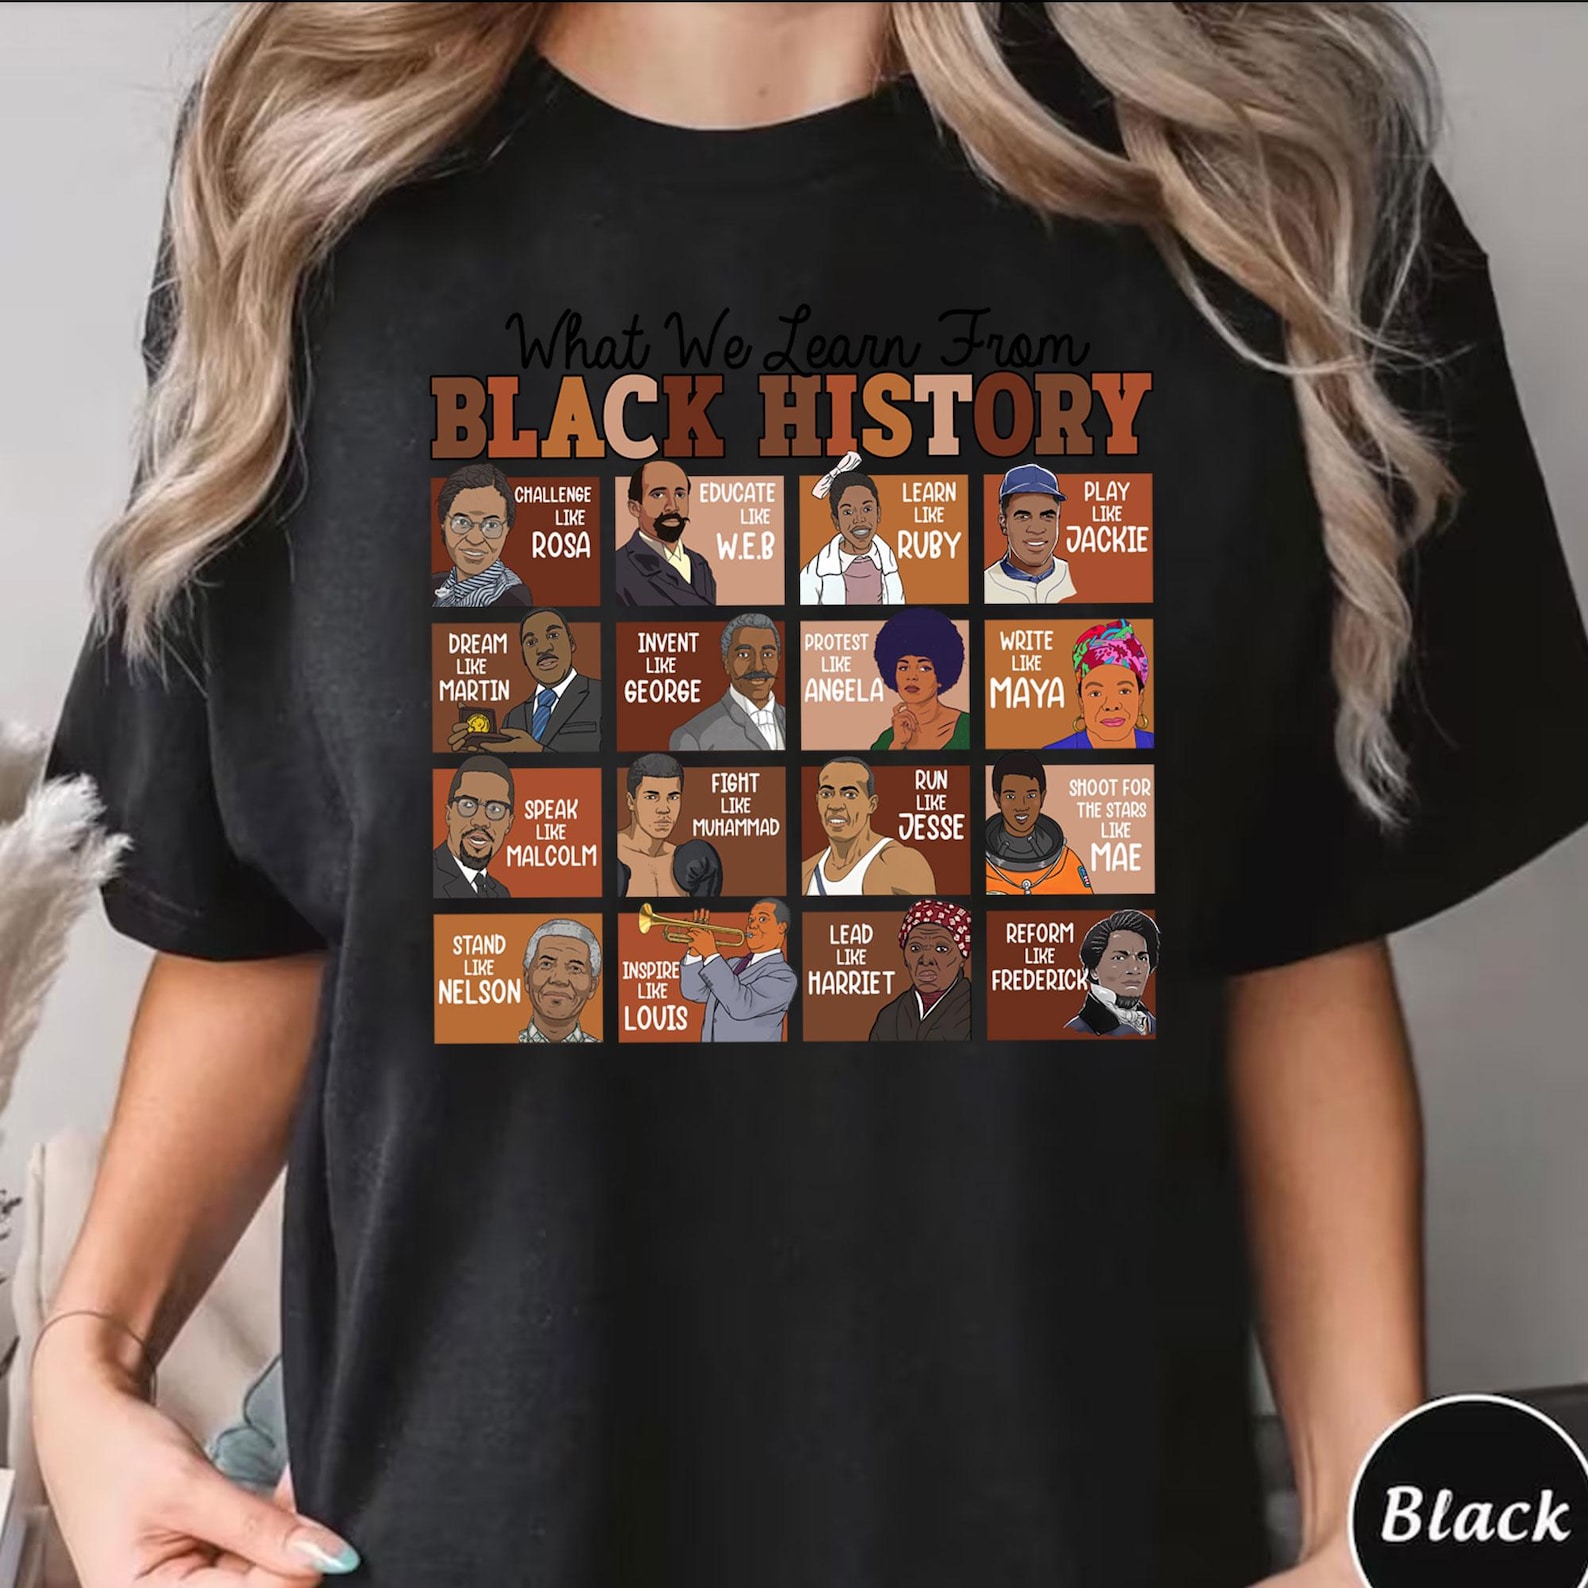 What We Learn From
BLACK HISTORY
CHALLENGE
LIKE
ROSA
EDUCATE
LIKE
W.E.B
LEARN
LIKE
RUBY
PLAY
LIKE
JACKIE
DREAM
LIKE
MARTIN
INVENT
LIKE
GEORGE
PROTEST
LIKE
ANGELA
WRITE
LIKE
MAYA
SPEAK
LIKE
MALCOLM
FIGHT
LIKE
MUHAMMAD
RUN
LIKE
JESSE
SHOOT FOR
THE STARS
LIKE
MAE
STAND
LIKE
NELSON
INSPIRE
LIKE
LOUIS
LEAD
LIKE
HARRIET
REFORM
LIKE
FREDERICK
Black